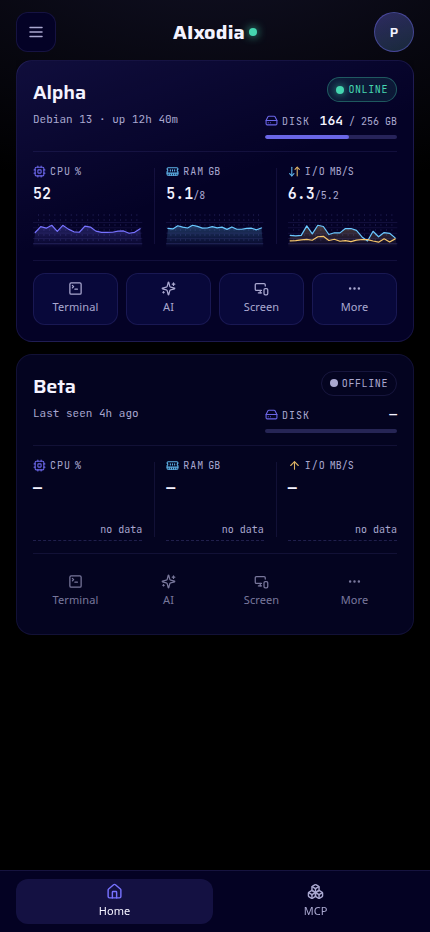 AIxodia
P
Alpha
ONLINE
Debian 13 · up 12h 40m
DISK 164 / 256 GB
CPU %
RAM GB
I/O MB/S
52
5.1/8
6.3/5.2
Terminal
AI
Screen
More
Beta
OFFLINE
Last seen 4h ago
DISK —
CPU %
RAM GB
I/O MB/S
—
—
—
no data
no data
no data
Terminal
AI
Screen
More
Home
MCP